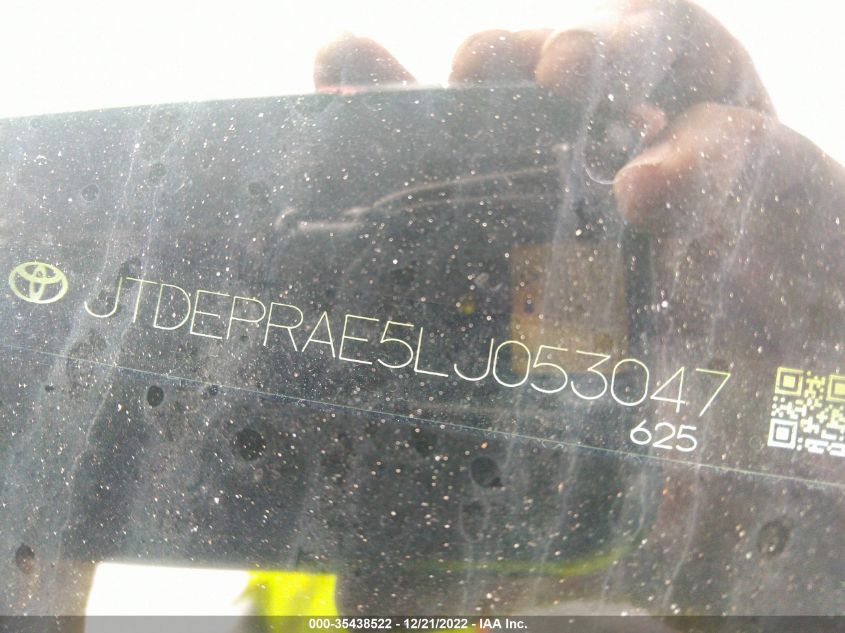 JTDEPRAE5LJ053047
625
000-35438522 - 12/21/2022 - IAA Inc.